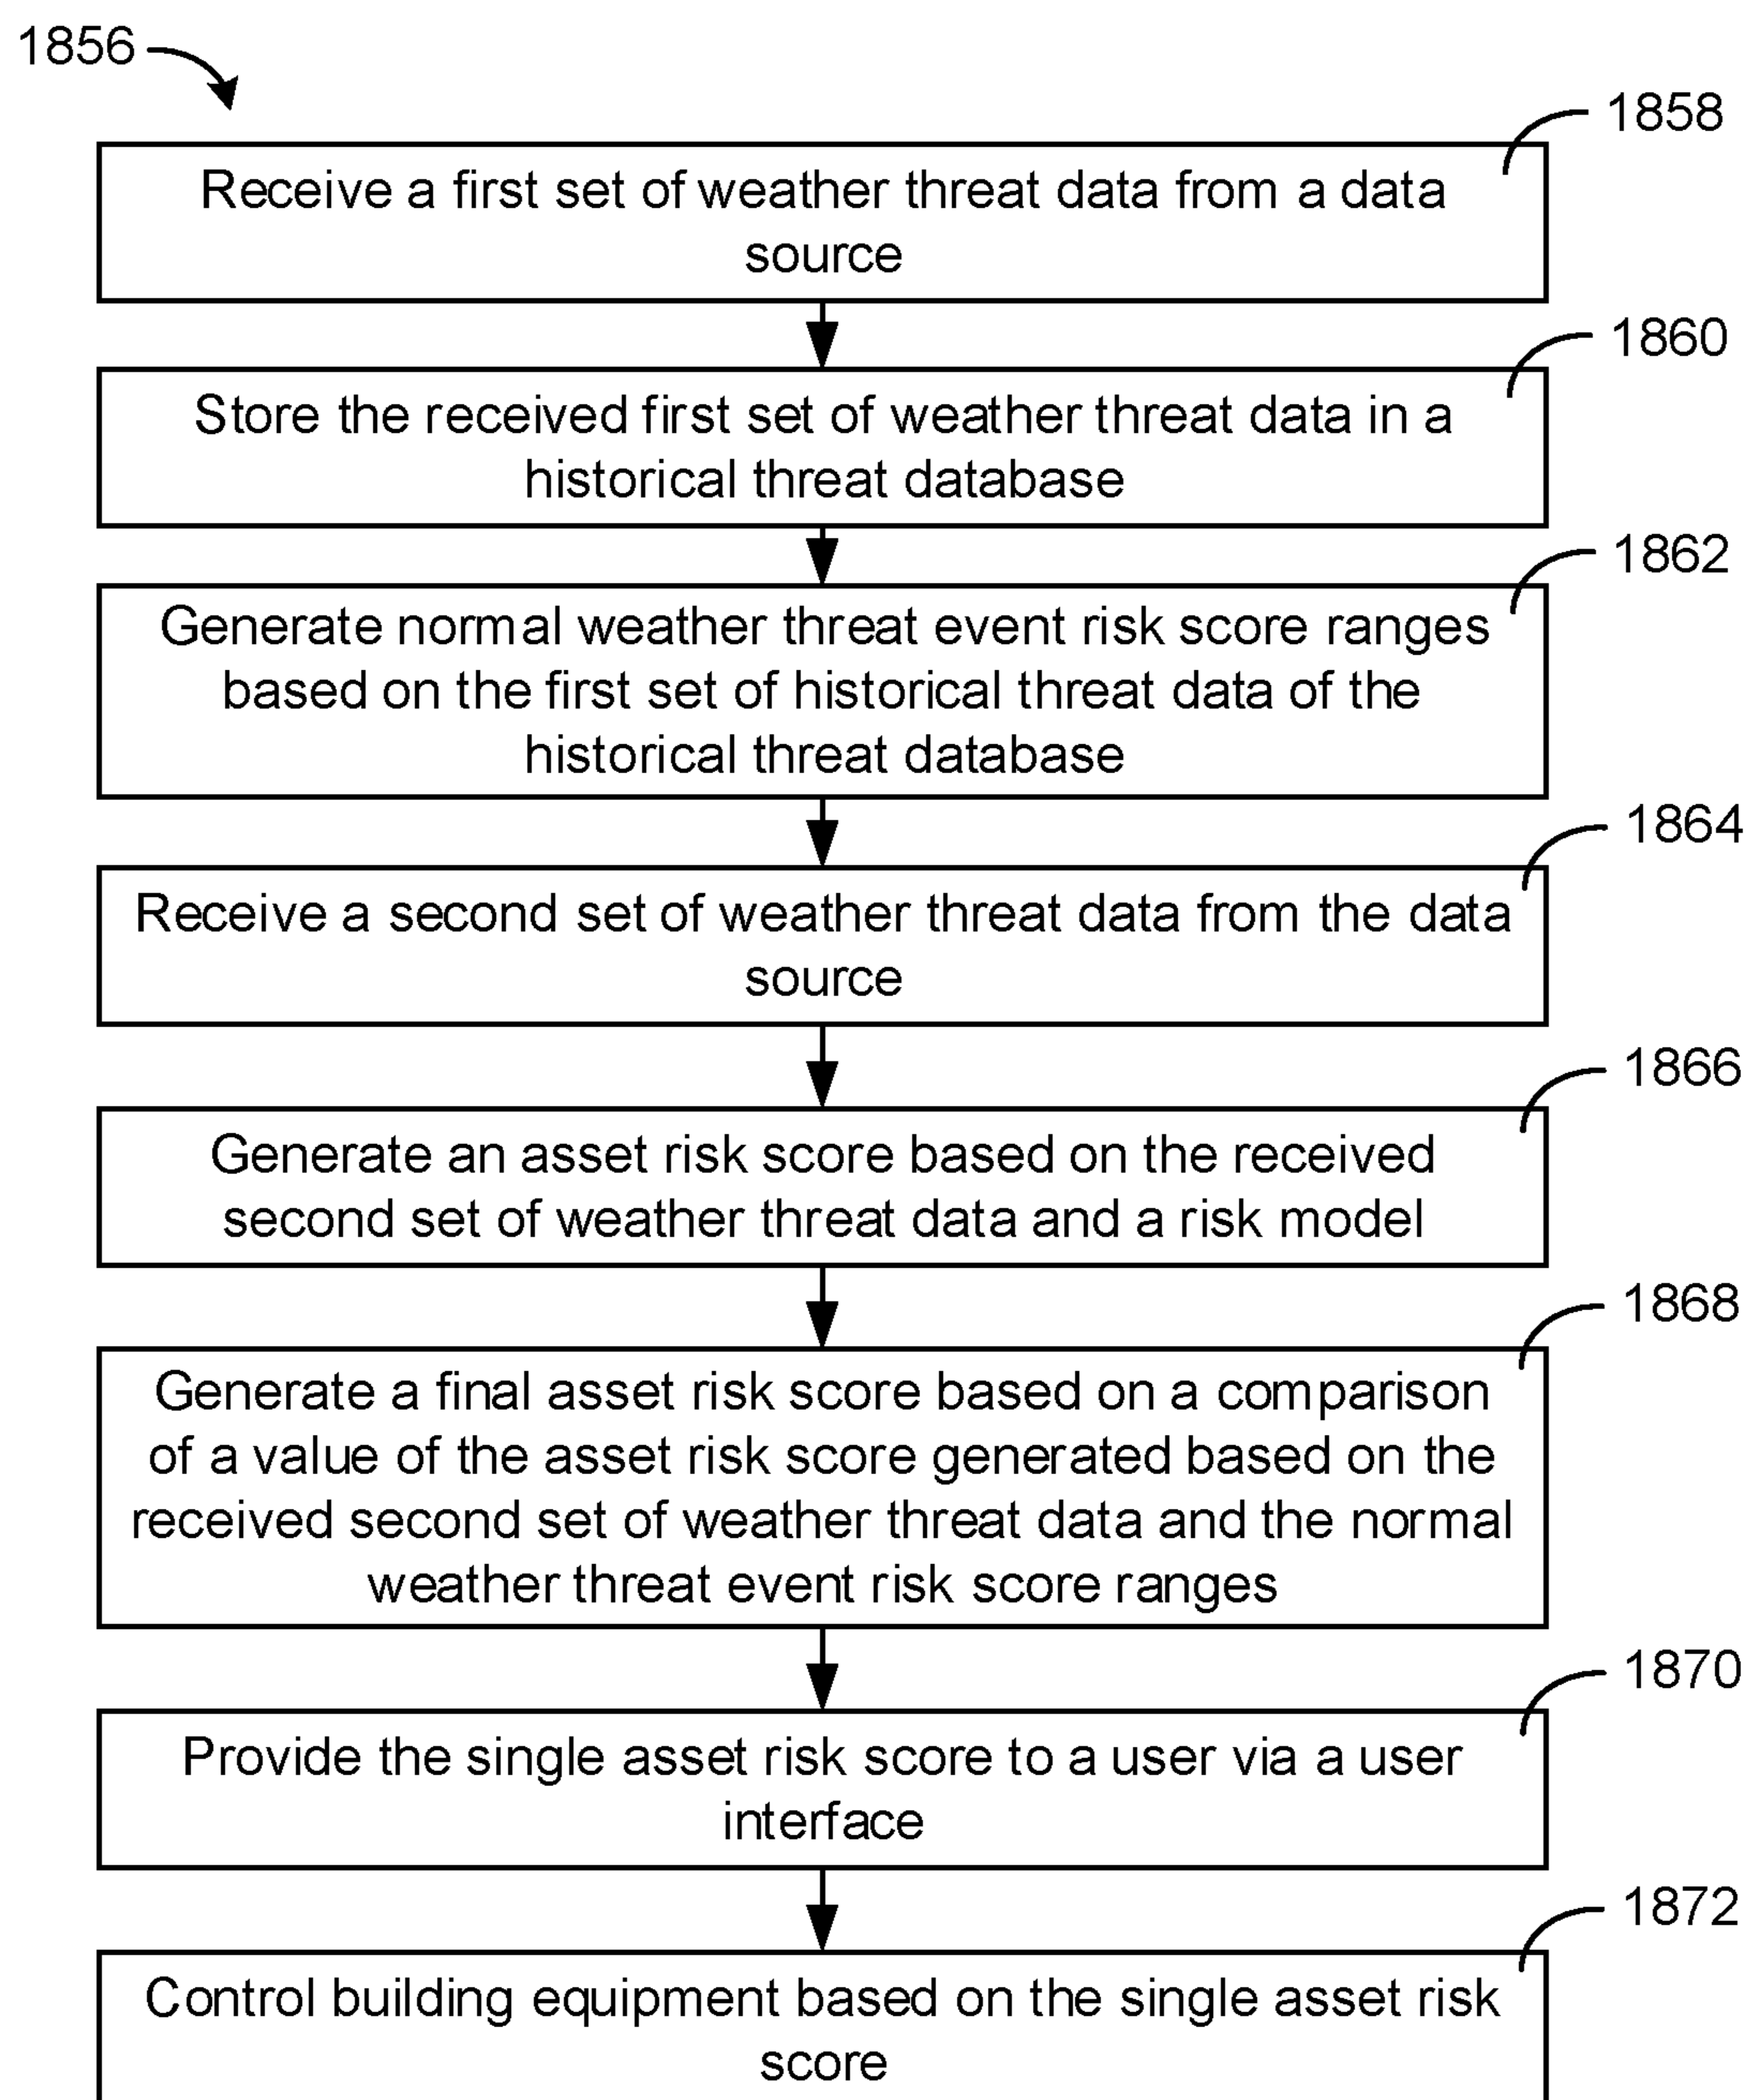 1856
1858
Receive a first set of weather threat data from a data
source
1860
Store the received first set of weather threat data in a
historical threat database
1862
Generate normal weather threat event risk score ranges
based on the first set of historical threat data of the
historical threat database
1864
Receive a second set of weather threat data from the data
source
1866
Generate an asset risk score based on the received
second set of weather threat data and a risk model
1868
Generate a final asset risk score based on a comparison
of a value of the asset risk score generated based on the
received second set of weather threat data and the normal
weather threat event risk score ranges
1870
Provide the single asset risk score to a user via a user
interface
1872
Control building equipment based on the single asset risk
score